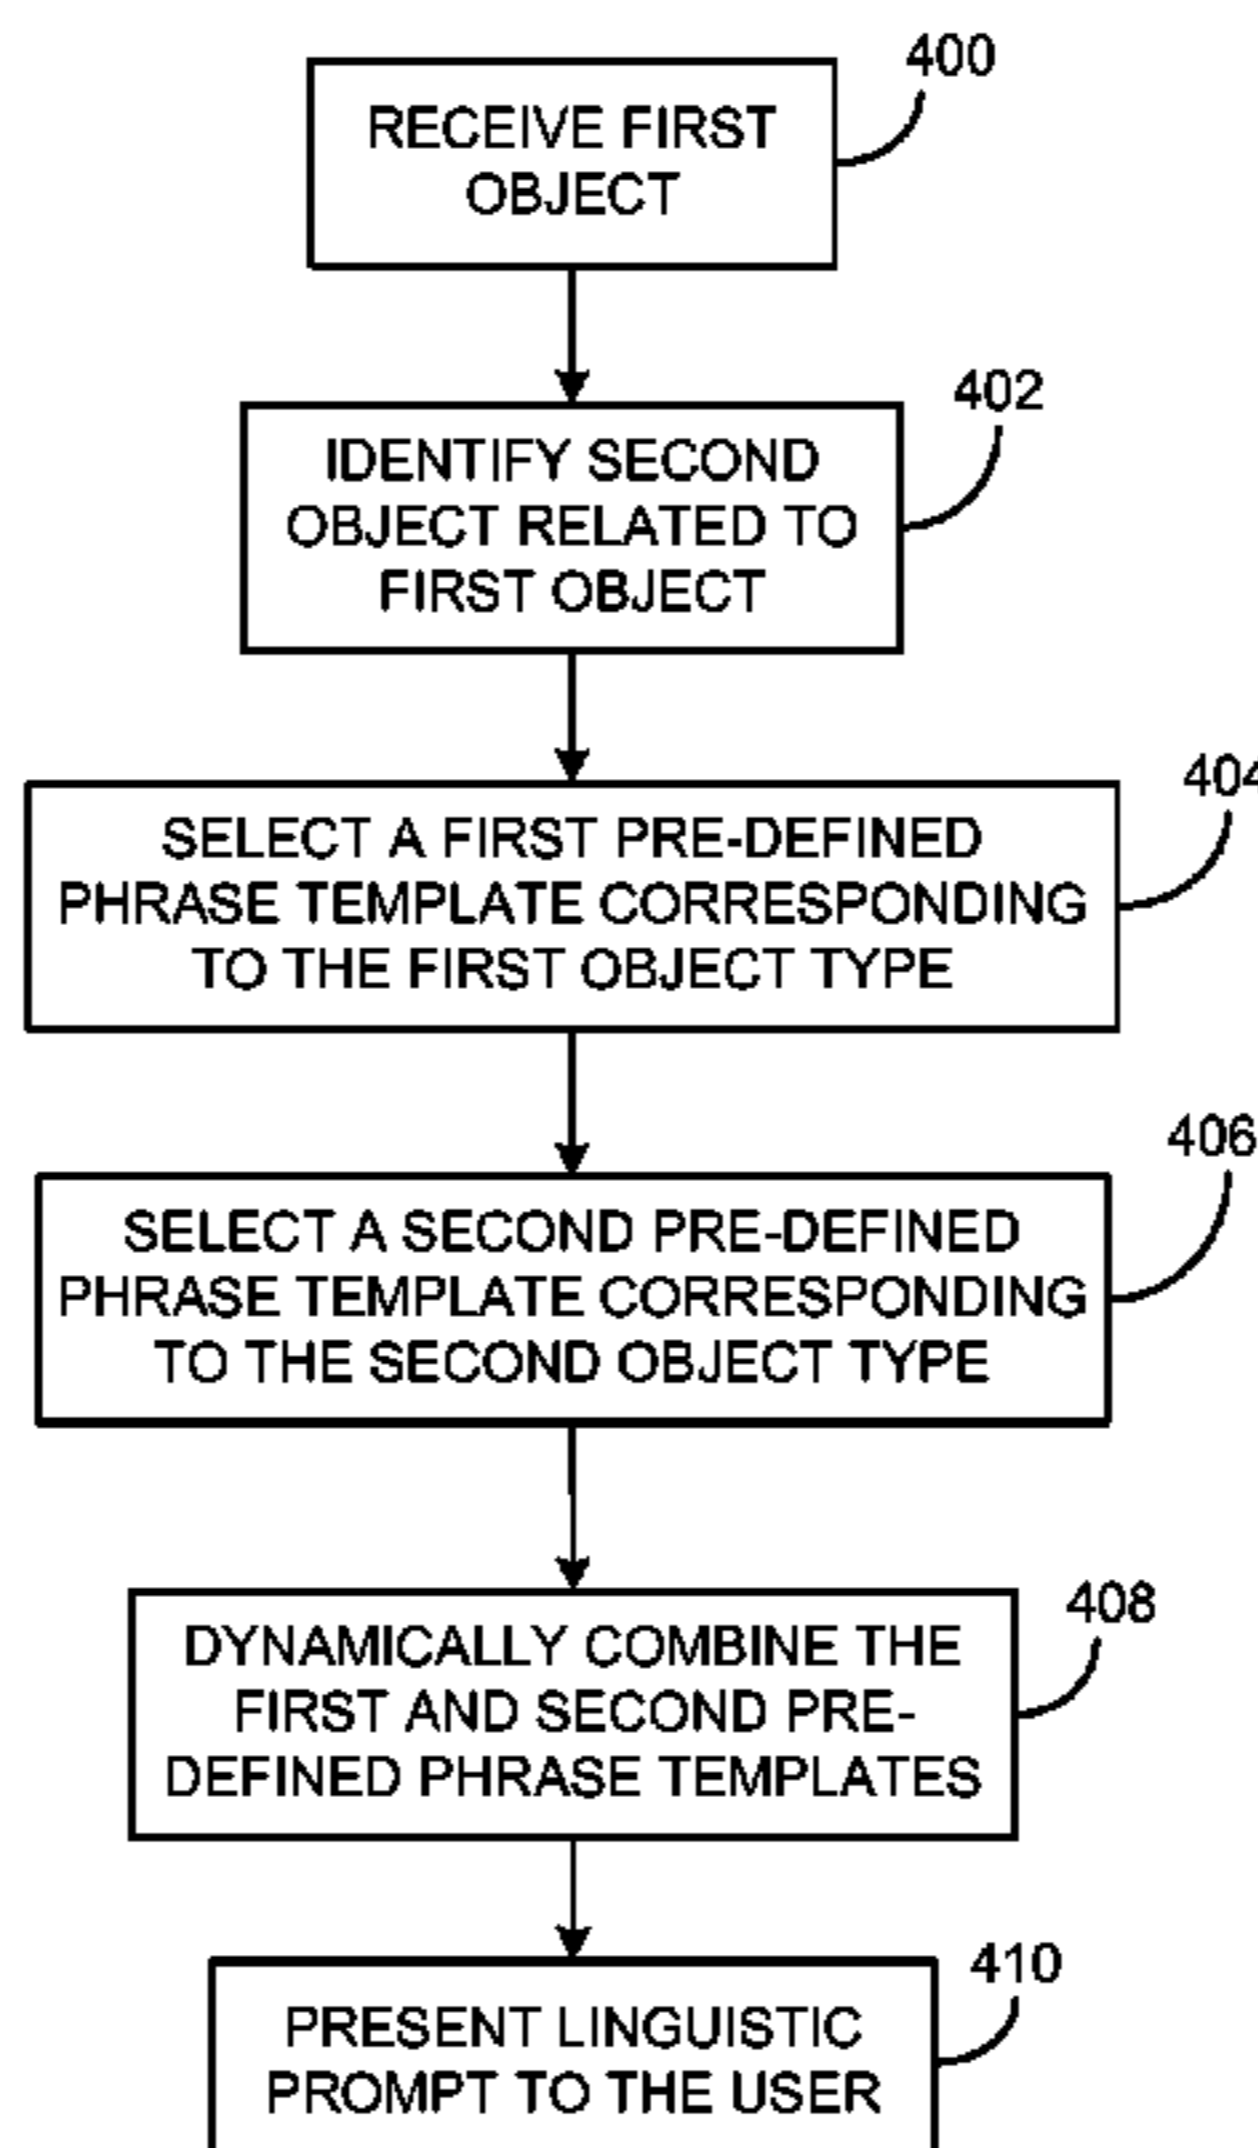 400
RECEIVE FIRST
OBJECT
402
IDENTIFY SECOND
OBJECT RELATED TO
FIRST OBJECT
404
SELECT A FIRST PRE-DEFINED
PHRASE TEMPLATE CORRESPONDING
TO THE FIRST OBJECT TYPE
406
SELECT A SECOND PRE-DEFINED
PHRASE TEMPLATE CORRESPONDING
TO THE SECOND OBJECT TYPE
408
DYNAMICALLY COMBINE THE
FIRST AND SECOND PRE-
DEFINED PHRASE TEMPLATES
410
PRESENT LINGUISTIC
PROMPT TO THE USER